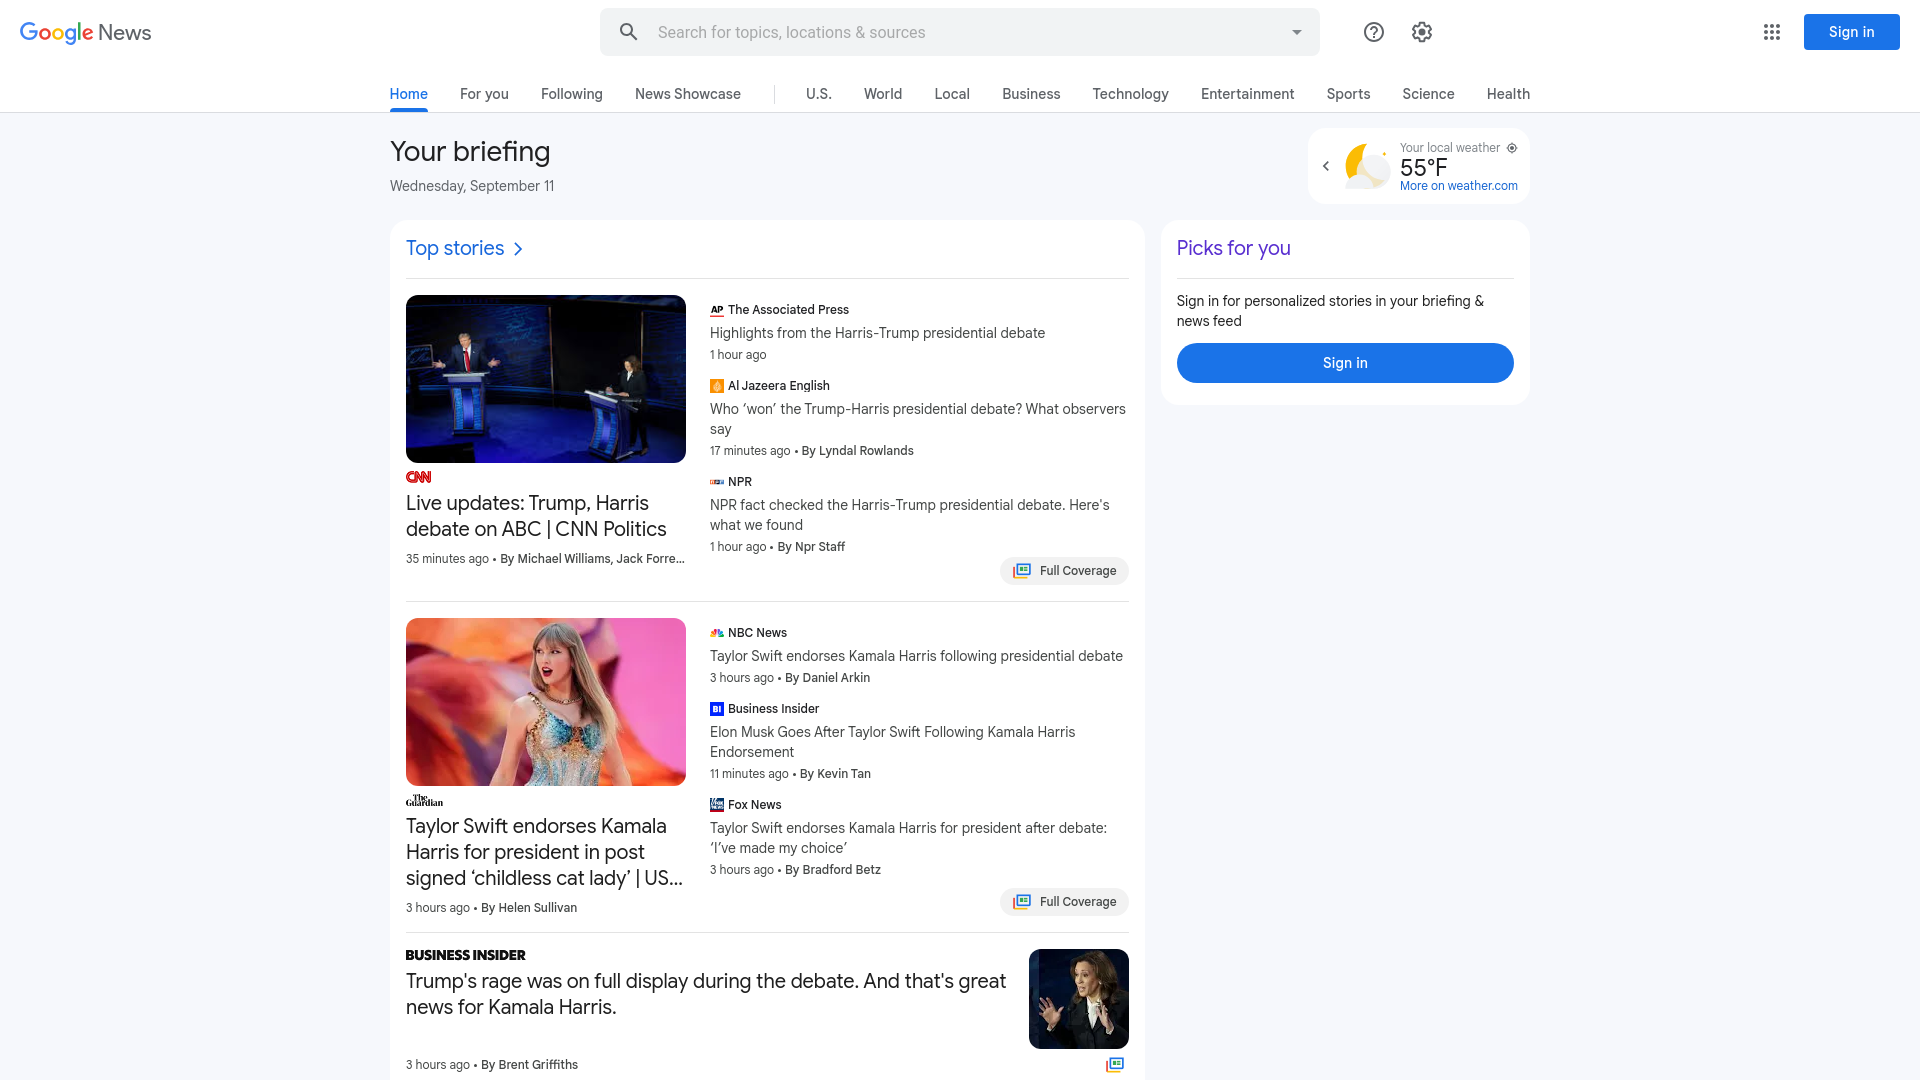 Google News
Search for topics, locations & sources
Sign in
Home
For you
Following
News Showcase
U.S.
World
Local
Business
Technology
Entertainment
Sports
Science
Health
Your briefing
Wednesday, September 11
Your local weather
55°F
More on weather.com
Top stories
CNN
Live updates: Trump, Harris
debate on ABC | CNN Politics
35 minutes ago • By Michael Williams, Jack Forre...
AP The Associated Press
Highlights from the Harris-Trump presidential debate
1 hour ago
Al Jazeera English
Who ‘won’ the Trump-Harris presidential debate? What observers
say
17 minutes ago • By Lyndal Rowlands
npr NPR
NPR fact checked the Harris-Trump presidential debate. Here's
what we found
1 hour ago • By Npr Staff
Full Coverage
The
Guardian
Taylor Swift endorses Kamala
Harris for president in post
signed ‘childless cat lady’ | US...
3 hours ago • By Helen Sullivan
NBC News
Taylor Swift endorses Kamala Harris following presidential debate
3 hours ago • By Daniel Arkin
BI Business Insider
Elon Musk Goes After Taylor Swift Following Kamala Harris
Endorsement
11 minutes ago • By Kevin Tan
Fox News
Taylor Swift endorses Kamala Harris for president after debate:
‘I’ve made my choice’
3 hours ago • By Bradford Betz
Full Coverage
BUSINESS INSIDER
Trump's rage was on full display during the debate. And that's great
news for Kamala Harris.
3 hours ago • By Brent Griffiths
Picks for you
Sign in for personalized stories in your briefing &
news feed
Sign in